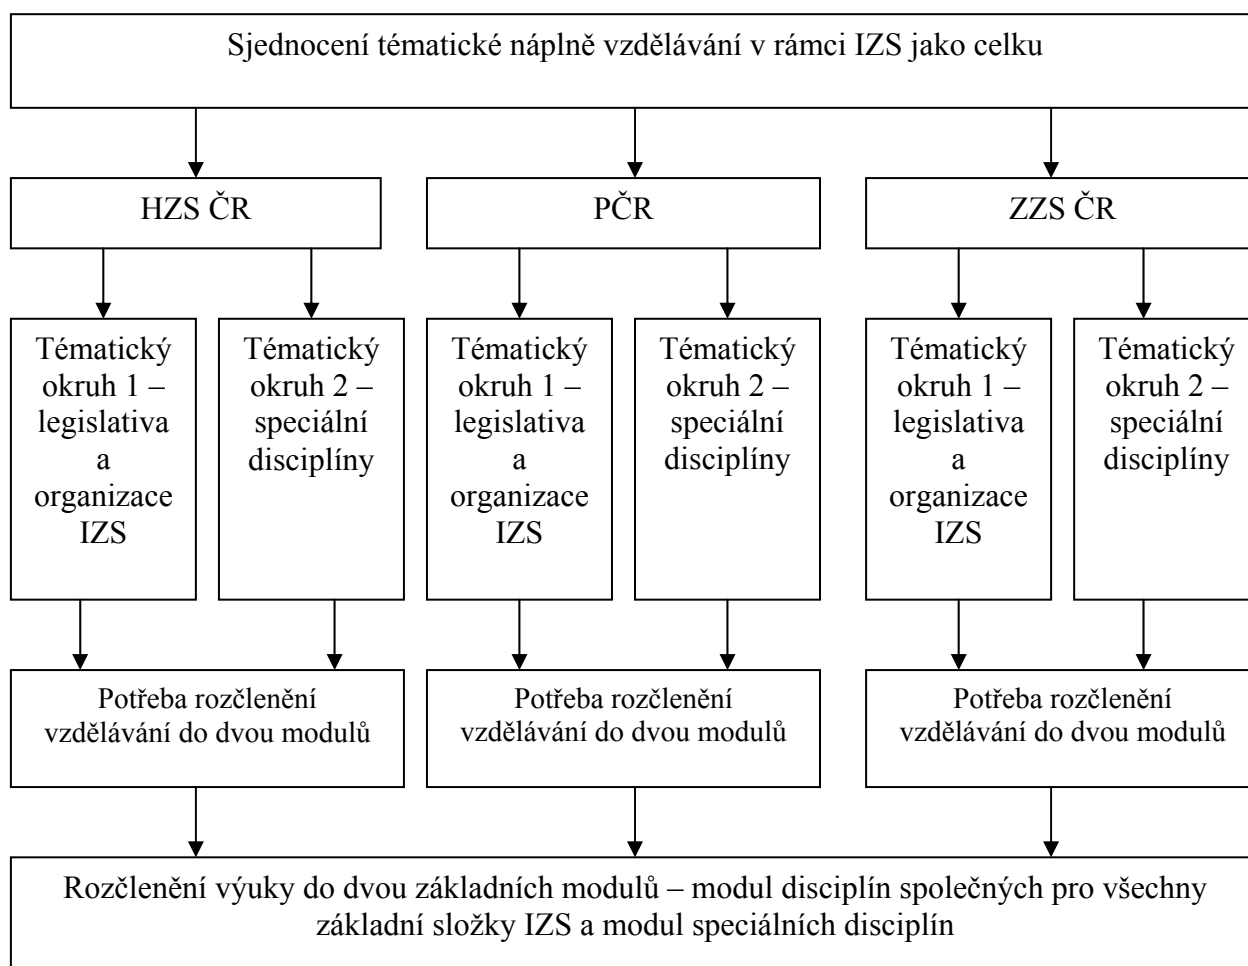 Sjednocení tématické náplně vzdělávání v rámci IZS jako celku
HZS ČR
PČR
ZZS ČR
Tématický
okruh 1 –
legislativa
a
organizace
IZS
Tématický
okruh 2 –
speciální
disciplíny
Tématický
okruh 1 –
legislativa
a
organizace
IZS
Tématický
okruh 2 –
speciální
disciplíny
Tématický
okruh 1 –
legislativa
a
organizace
IZS
Tématický
okruh 2 –
speciální
disciplíny
Potřeba rozčlenění
vzdělávání do dvou modulů
Potřeba rozčlenění
vzdělávání do dvou modulů
Potřeba rozčlenění
vzdělávání do dvou modulů
Rozčlenění výuky do dvou základních modulů – modul disciplín společných pro všechny
základní složky IZS a modul speciálních disciplín